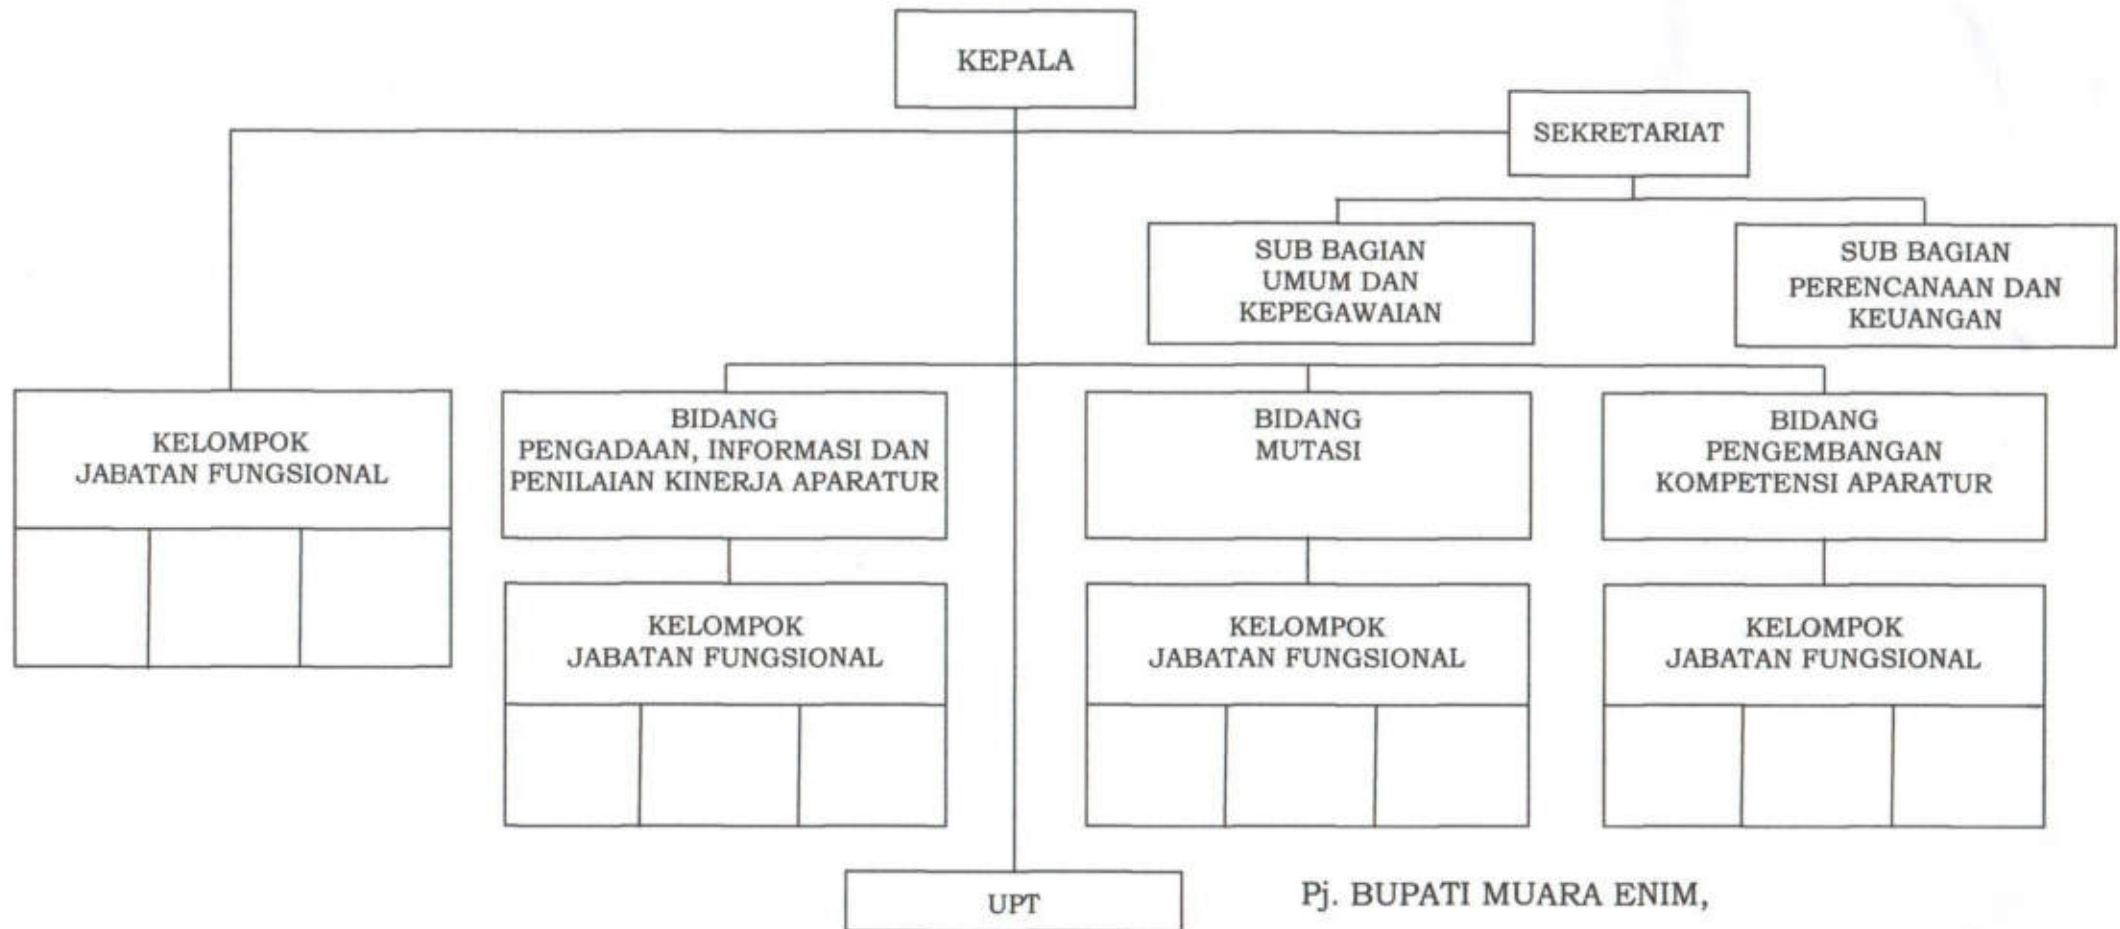 KEPALA
SEKRETARIAT
SUB BAGIAN
UMUM DAN
KEPEGAWAIAN
SUB BAGIAN
PERENCANAAN DAN
KEUANGAN
KELOMPOK
JABATAN FUNGSIONAL
BIDANG
PENGADAAN, INFORMASI DAN
PENILAIAN KINERJA APARATUR
BIDANG
MUTASI
BIDANG
PENGEMBANGAN
KOMPETENSI APARATUR
KELOMPOK
JABATAN FUNGSIONAL
KELOMPOK
JABATAN FUNGSIONAL
KELOMPOK
JABATAN FUNGSIONAL
UPT
Pj. BUPATI MUARA ENIM,